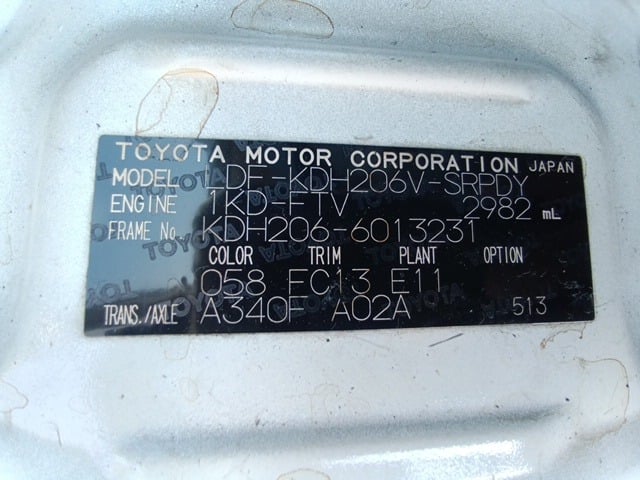 TOYOTA MOTOR CORPORATION JAPAN
MODEL LDF-KDH206V-SRPDY
ENGINE 1KD-FTV 2982 mL
FRAME No. KDH206-6013231
COLOR TRIM PLANT OPTION
058 FC13 E11
TRANS./AXLE A340F A02A 513